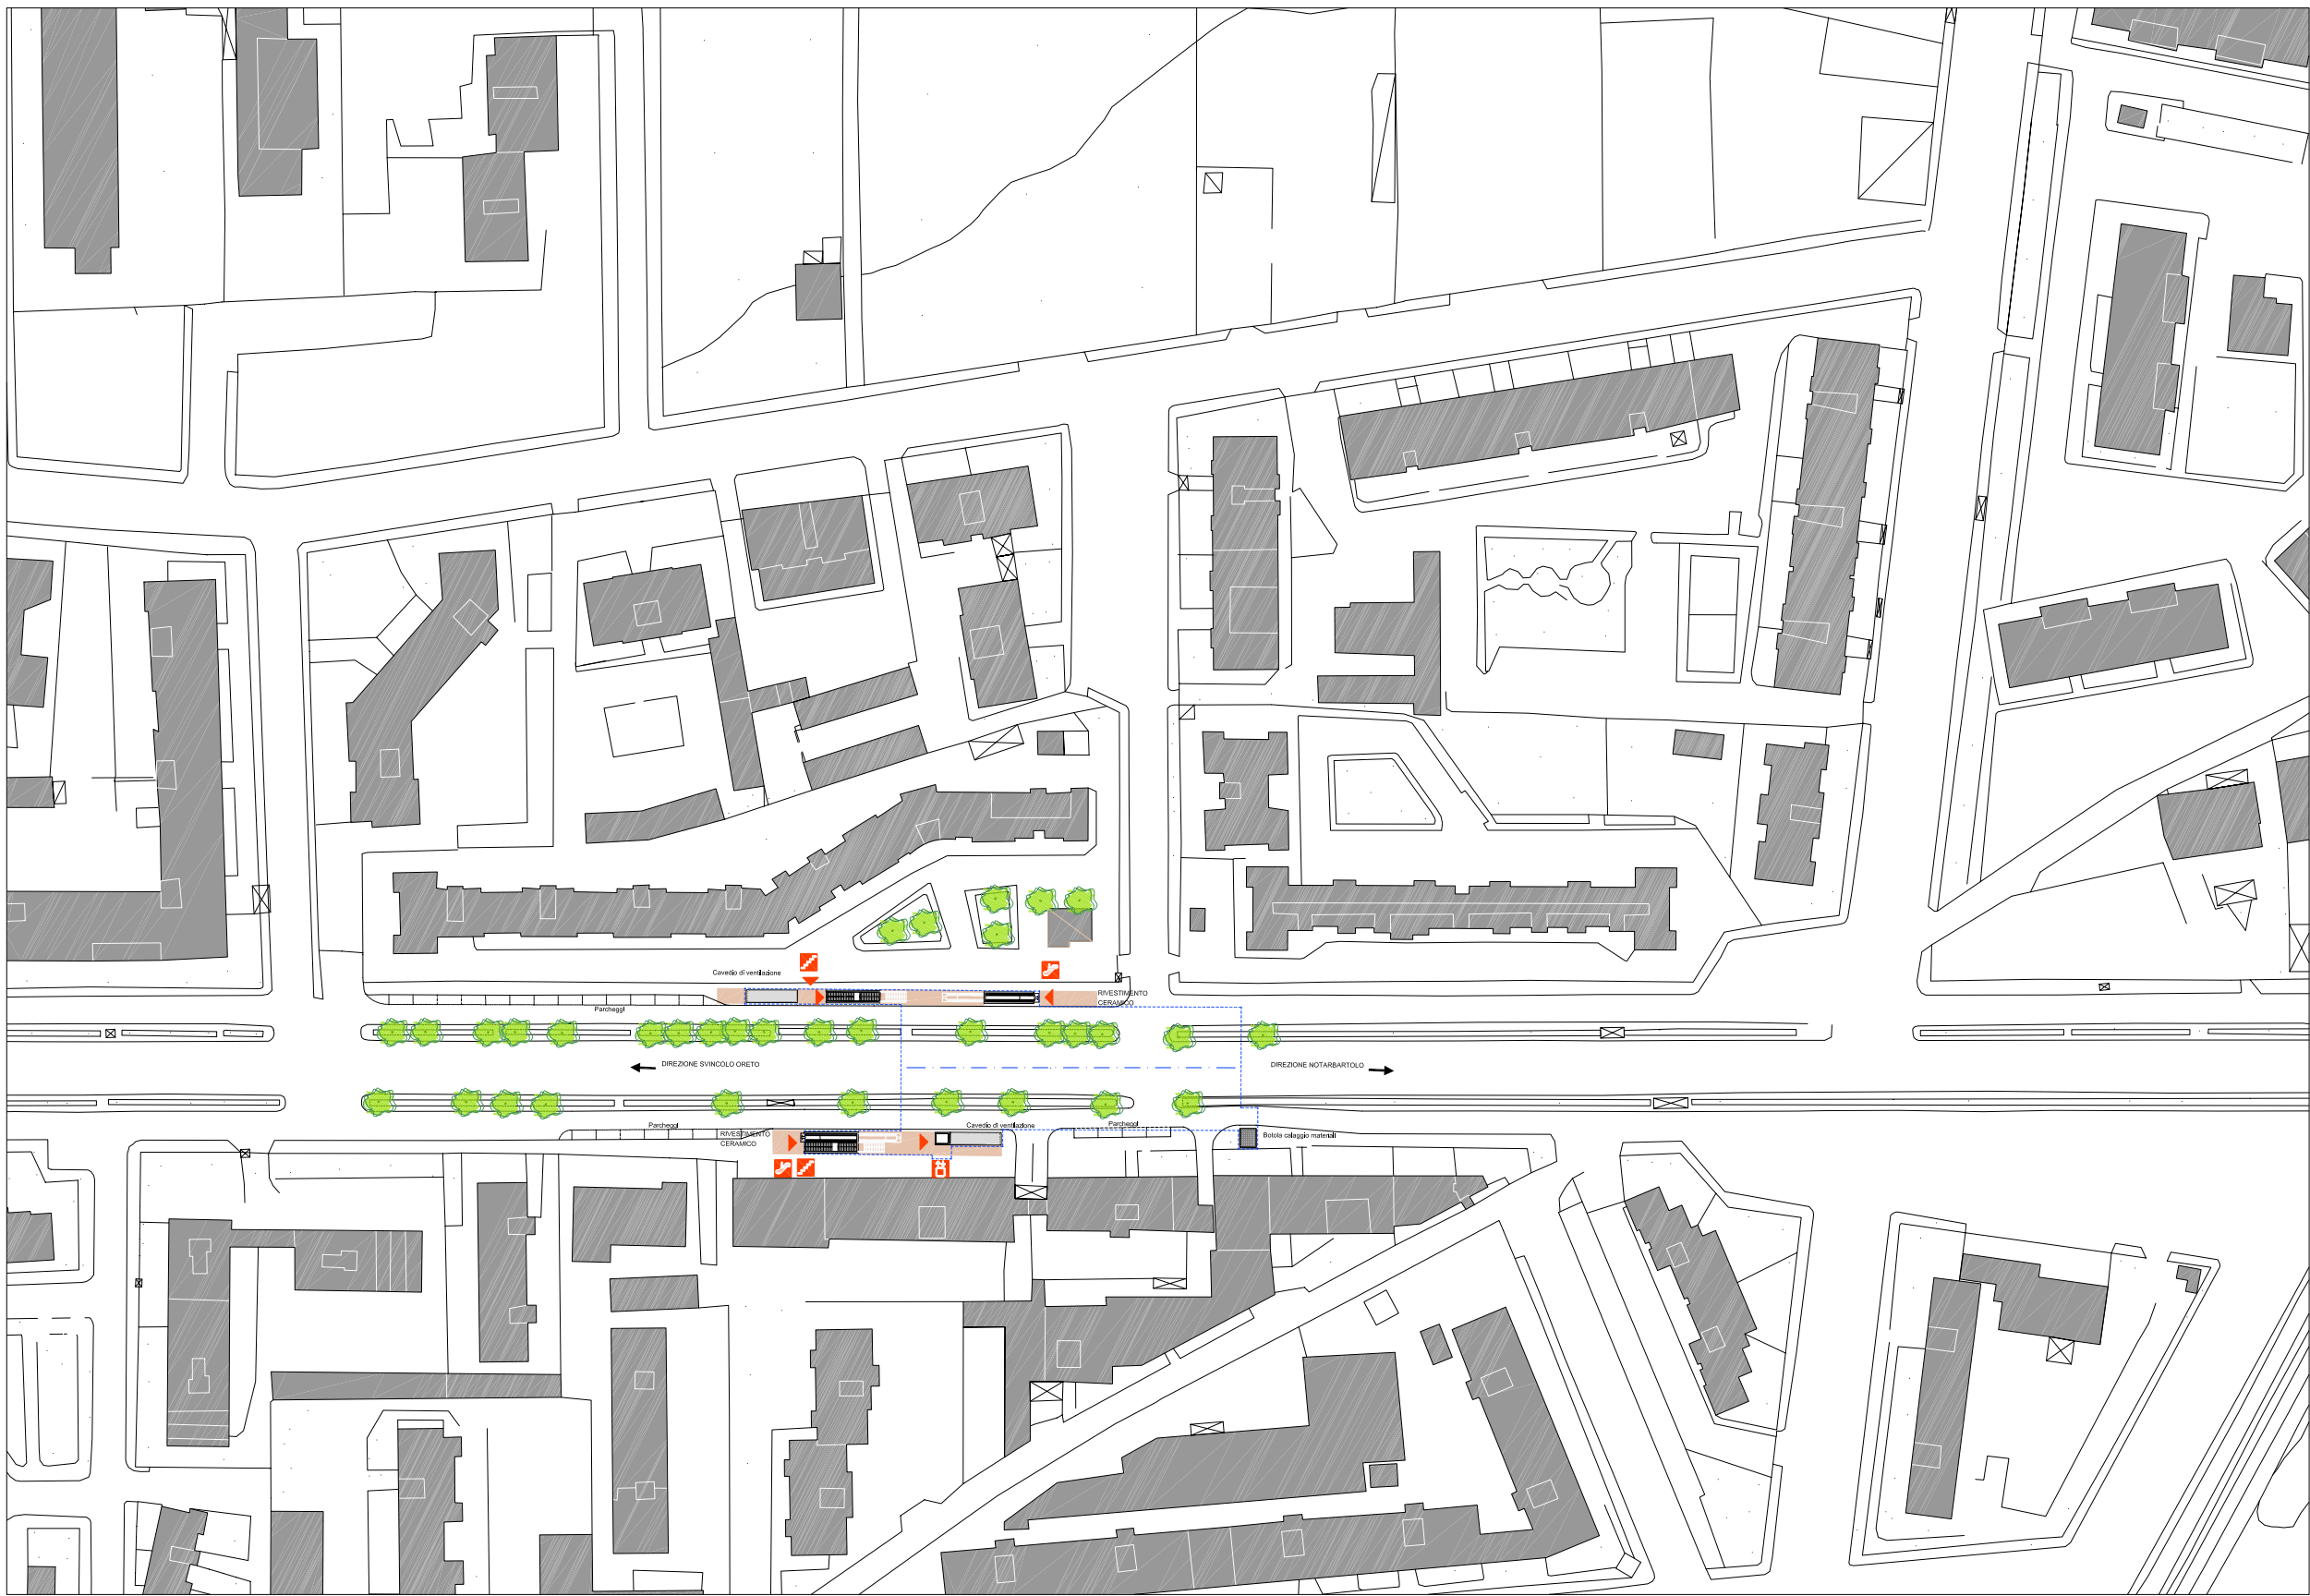 Cavedio di ventilazione
RIVESTIMENTO
CERAMICO
Parcheggi
DIREZIONE SVINCOLO ORETO
DIREZIONE NOTARBARTOLO
Parcheggi
Cavedio di ventilazione
Parcheggi
RIVESTIMENTO
CERAMICO
Botola calaggio materiali